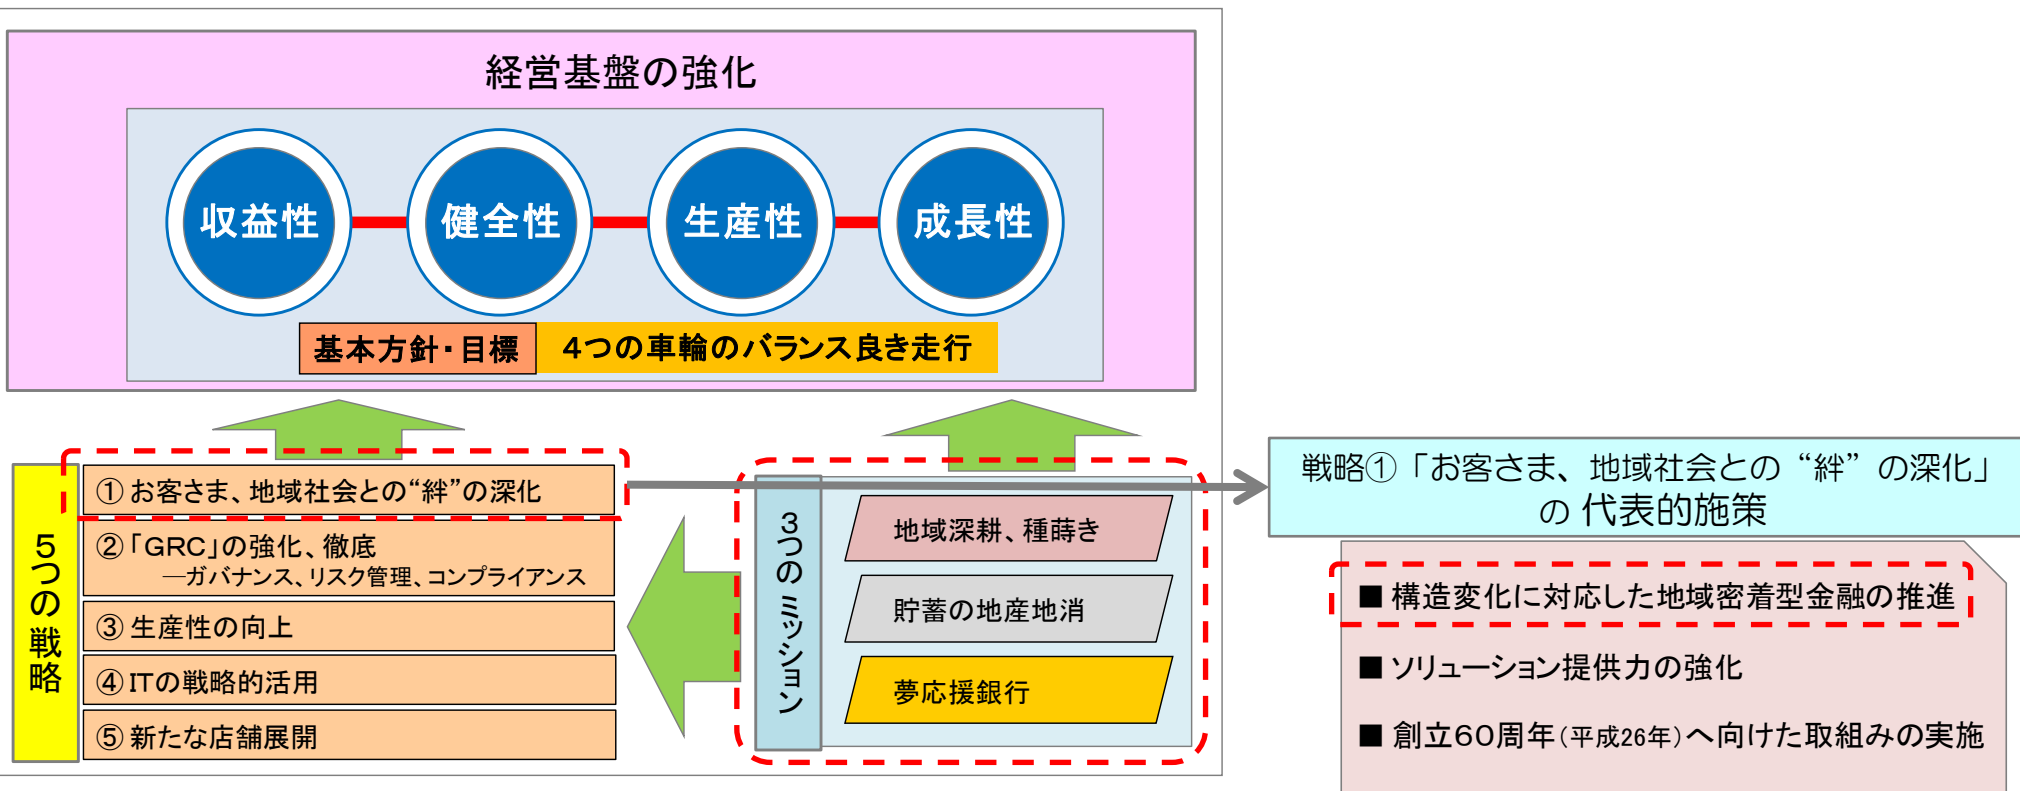 経営基盤の強化
収益性
健全性
生産性
成長性
基本方針・目標
4つの車輪のバランス良き走行
5つの戦略
① お客さま、地域社会との“絆”の深化
② 「GRC」の強化、徹底
―ガバナンス、リスク管理、コンプライアンス
③ 生産性の向上
④ ITの戦略的活用
⑤ 新たな店舗展開
3つのミッション
地域深耕、種蒔き
貯蓄の地産地消
夢応援銀行
戦略①「お客さま、地域社会との“絆”の深化」
の 代表的施策
■ 構造変化に対応した地域密着型金融の推進
■ ソリューション提供力の強化
■ 創立60周年(平成26年)へ向けた取組みの実施